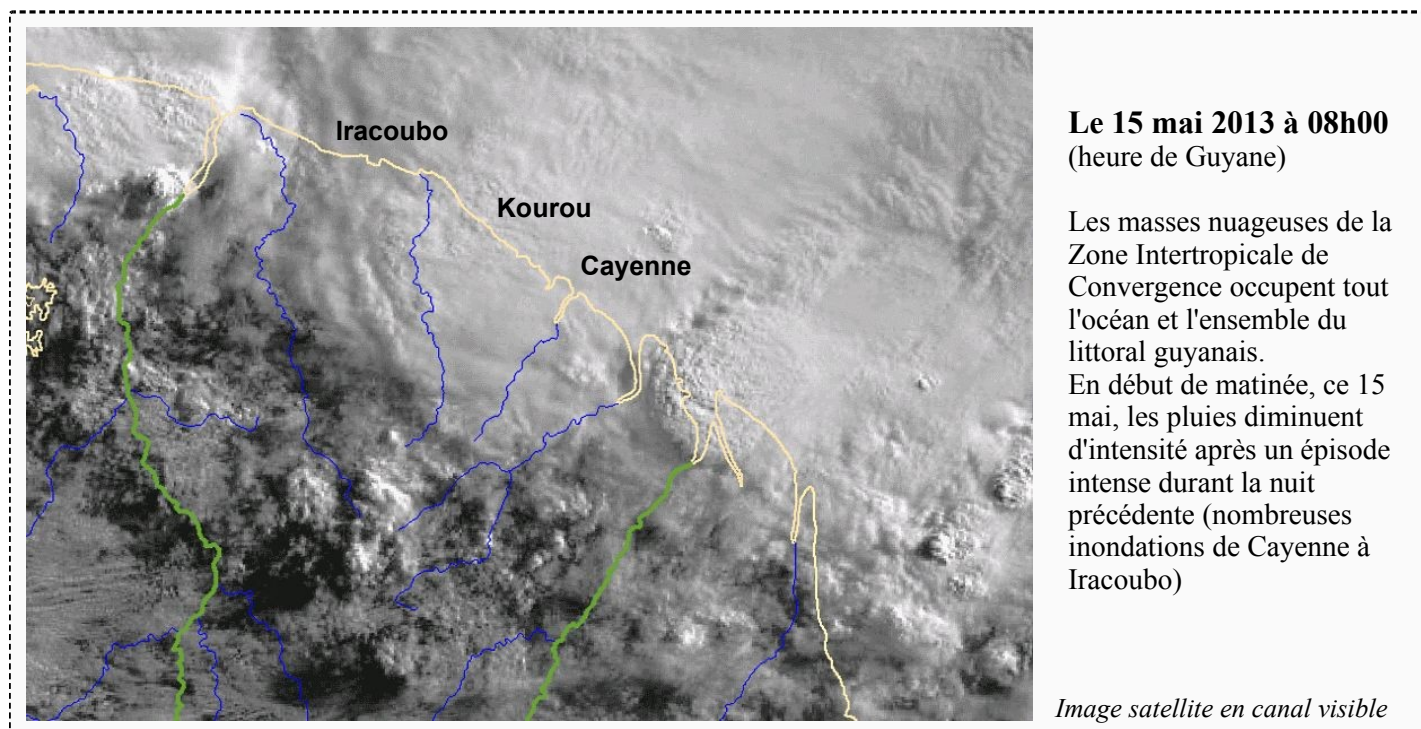 Iracoubo
Kourou
Cayenne
Le 15 mai 2013 à 08h00
(heure de Guyane)
Les masses nuageuses de la
Zone Intertropicale de
Convergence occupent tout
l'océan et l'ensemble du
littoral guyanais.
En début de matinée, ce 15
mai, les pluies diminuent
d'intensité après un épisode
intense durant la nuit
précédente (nombreuses
inondations de Cayenne à
Iracoubo)
Image satellite en canal visible